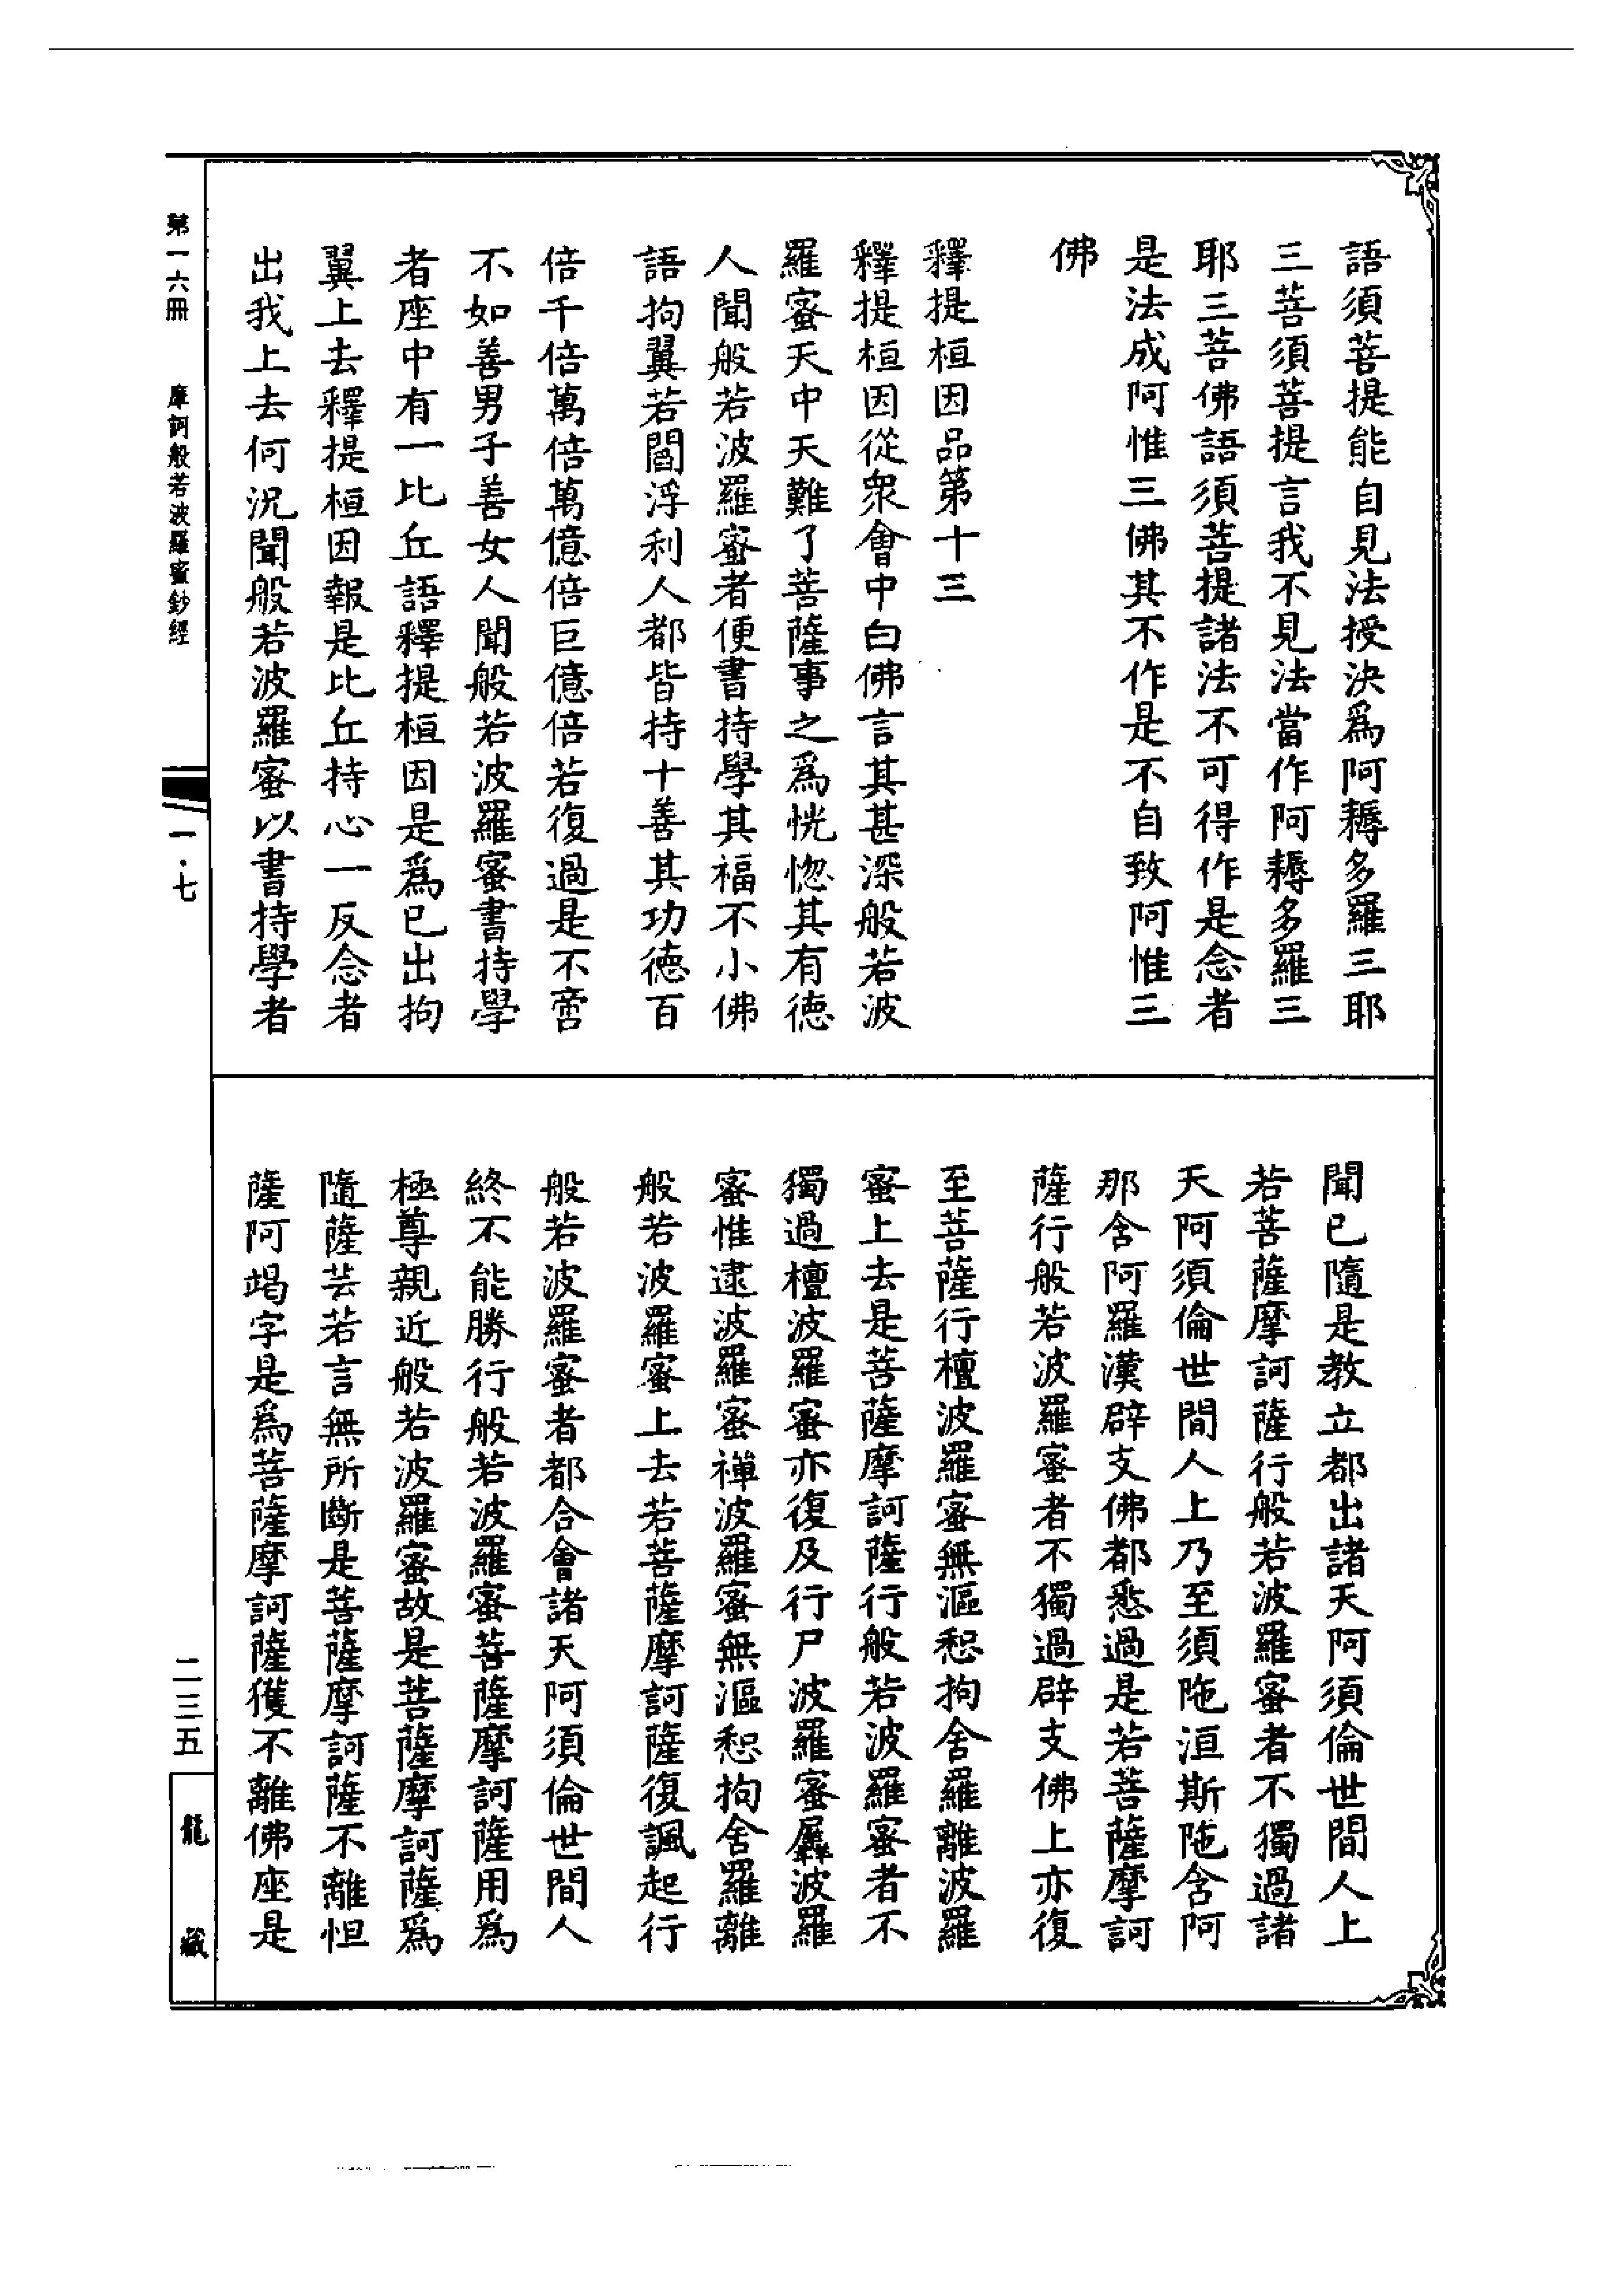 語須菩提能自見法授決爲阿耨多羅三耶
三菩須菩提言我不見法當作阿耨多羅三
耶三菩佛語須菩提諸法不可得作是念者
是法成阿惟三佛其不作是不自致阿惟三
佛
釋提桓因品第十三
釋提桓因從衆會中白佛言其甚深般若波
羅蜜天中天難了菩薩事之爲恍惚其有德
人聞般若波羅蜜者便書持學其福不小佛
語拘翼若閻浮利人都皆持十善其功德百
倍千倍萬倍萬億倍巨億倍若復過是不啻
不如善男子善女人聞般若波羅蜜書持學
者座中有一比丘語釋提桓因是爲已出拘
翼上去釋提桓因報是比丘持心一反念者
出我上去何況聞般若波羅蜜以書持學者
聞已隨是教立都出諸天阿須倫世間人上
若菩薩摩訶薩行般若波羅蜜者不獨過諸
天阿須倫世間人上乃至須陁洹斯陁含阿
那含阿羅漢辟支佛都悉過是若菩薩摩訶
薩行般若波羅蜜者不獨過辟支佛上亦復
至菩薩行檀波羅蜜無漚惒拘舍羅離波羅
蜜上去是菩薩摩訶薩行般若波羅蜜者不
獨過檀波羅蜜亦復及行尸波羅蜜羼波羅
蜜惟逮波羅蜜禪波羅蜜無漚惒拘舍羅離
般若波羅蜜上去若菩薩摩訶薩復諷起行
般若波羅蜜者都合會諸天阿須倫世間人
終不能勝行般若波羅蜜菩薩摩訶薩用爲
極尊親近般若波羅蜜故是菩薩摩訶薩爲
隨薩芸若言無所斷是菩薩摩訶薩不離怛
薩阿竭字是爲菩薩摩訶薩獲不離佛座是
第一六冊 摩訶般若波羅蜜鈔經
一·七
二三五
龍藏